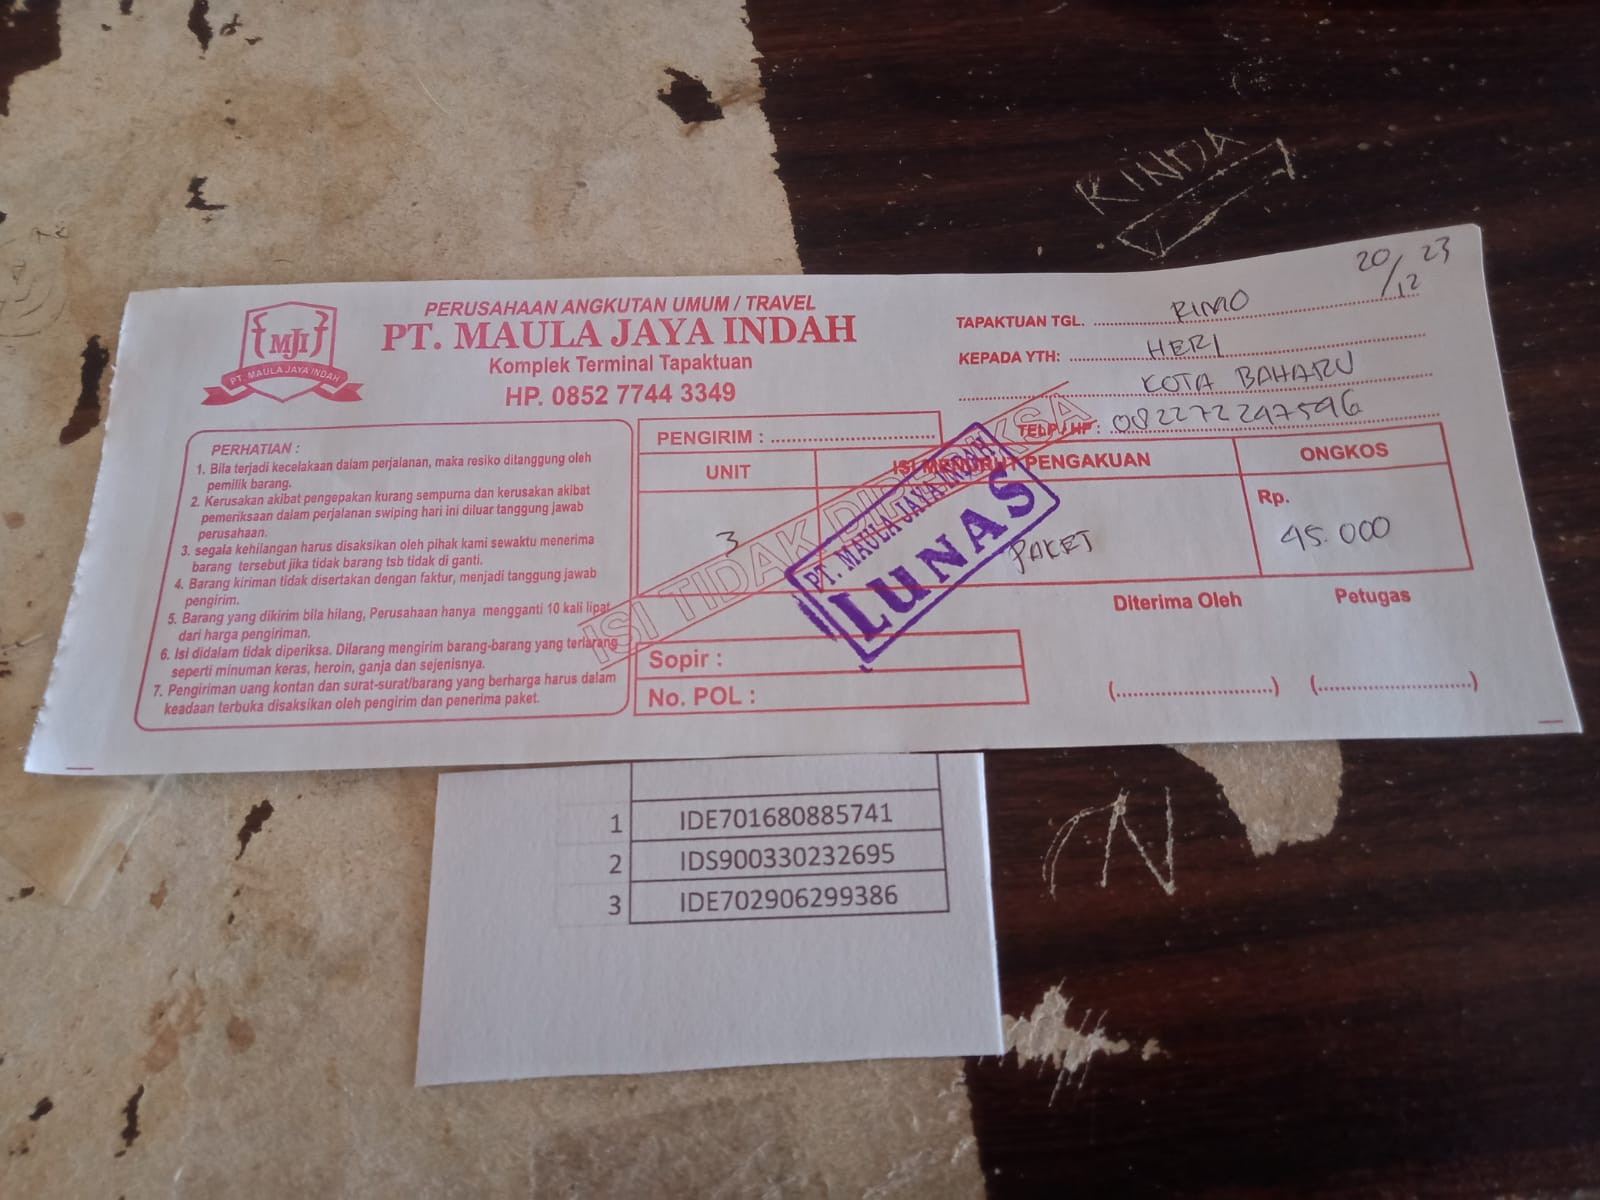 20/12 23
PERUSAHAAN ANGKUTAN UMUM / TRAVEL
PT. MAULA JAYA INDAH
Komplek Terminal Tapaktuan
HP. 0852 7744 3349
MJI
PT. MAULA JAYA INDAH
TAPAKTUAN TGL. RIMO
KEPADA YTH: HERI
KOTA BAHARU
TELP / HP : 082272297596
PERHATIAN :
1. Bila terjadi kecelakaan dalam perjalanan, maka resiko ditanggung oleh
pemilik barang.
2. Kerusakan akibat pengepakan kurang sempurna dan kerusakan akibat
pemeriksaan dalam perjalanan swiping hari ini diluar tanggung jawab
perusahaan.
3. segala kehilangan harus disaksikan oleh pihak kami sewaktu menerima
barang tersebut jika tidak barang tsb tidak di ganti.
4. Barang kiriman tidak disertakan dengan faktur, menjadi tanggung jawab
pengirim.
5. Barang yang dikirim bila hilang, Perusahaan hanya mengganti 10 kali lipat
dari harga pengiriman.
6. Isi didalam tidak diperiksa. Dilarang mengirim barang-barang yang terlarang
seperti minuman keras, heroin, ganja dan sejenisnya.
7. Pengiriman uang kontan dan surat-surat/barang yang berharga harus dalam
keadaan terbuka disaksikan oleh pengirim dan penerima paket.
PENGIRIM :
UNIT ISI MENURUT PENGAKUAN ONGKOS
3 PAKET Rp. 45.000
ISI TIDAK DIPERIKSA
PT. MAULA JAYA INDAH
LUNAS
Sopir :
No. POL :
Diterima Oleh Petugas
(..........................) (..........................)
1 IDE701680885741
2 IDS900330232695
3 IDE702906299386
RINDA